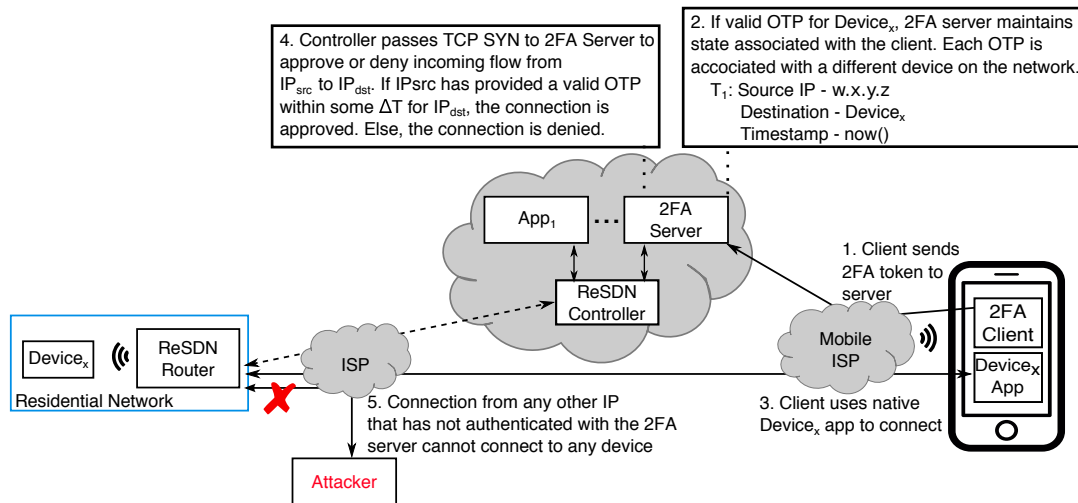 4. Controller passes TCP SYN to 2FA Server to
approve or deny incoming flow from
IPsrc to IPdst. If IPsrc has provided a valid OTP
within some ΔT for IPdst, the connection is
approved. Else, the connection is denied.
2. If valid OTP for Devicex, 2FA server maintains
state associated with the client. Each OTP is
accociated with a different device on the network.
T1: Source IP - w.x.y.z
Destination - Devicex
Timestamp - now()
App1
...
2FA
Server
ReSDN
Controller
1. Client sends
2FA token to
server
2FA
Client
Devicex
App
Mobile
ISP
3. Client uses native
Devicex app to connect
Devicex
ReSDN
Router
Residential Network
ISP
5. Connection from any other IP
that has not authenticated with the 2FA
server cannot connect to any device
Attacker